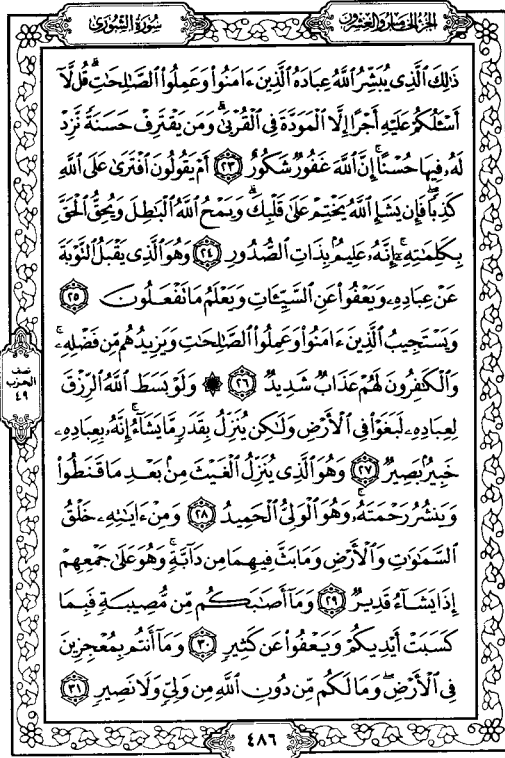 الجزء الخامس والعشرون
سورة الشورى
ذَٰلِكَ ٱلَّذِى يُبَشِّرُ ٱللَّهُ عِبَادَهُ ٱلَّذِينَ ءَامَنُوا۟ وَعَمِلُوا۟ ٱلصَّٰلِحَٰتِ ۗ قُل لَّآ
أَسْـَٔلُكُمْ عَلَيْهِ أَجْرًا إِلَّا ٱلْمَوَدَّةَ فِى ٱلْقُرْبَىٰ ۗ وَمَن يَقْتَرِفْ حَسَنَةً نَّزِدْ
لَهُۥ فِيهَا حُسْنًا ۚ إِنَّ ٱللَّهَ غَفُورٌ شَكُورٌ ٢٣ أَمْ يَقُولُونَ ٱفْتَرَىٰ عَلَى ٱللَّهِ
كَذِبًا ۖ فَإِن يَشَإِ ٱللَّهُ يَخْتِمْ عَلَىٰ قَلْبِكَ ۗ وَيَمْحُ ٱللَّهُ ٱلْبَٰطِلَ وَيُحِقُّ ٱلْحَقَّ
بِكَلِمَٰتِهِۦٓ ۚ إِنَّهُۥ عَلِيمٌۢ بِذَاتِ ٱلصُّدُورِ ٢٤ وَهُوَ ٱلَّذِى يَقْبَلُ ٱلتَّوْبَةَ
عَنْ عِبَادِهِۦ وَيَعْفُوا۟ عَنِ ٱلسَّيِّـَٔاتِ وَيَعْلَمُ مَا تَفْعَلُونَ ٢٥
وَيَسْتَجِيبُ ٱلَّذِينَ ءَامَنُوا۟ وَعَمِلُوا۟ ٱلصَّٰلِحَٰتِ وَيَزِيدُهُم مِّن فَضْلِهِۦ ۚ
وَٱلْكَٰفِرُونَ لَهُمْ عَذَابٌ شَدِيدٌ ٢٦ ۞ وَلَوْ بَسَطَ ٱللَّهُ ٱلرِّزْقَ
لِعِبَادِهِۦ لَبَغَوْا۟ فِى ٱلْأَرْضِ وَلَٰكِن يُنَزِّلُ بِقَدَرٍ مَّا يَشَآءُ ۚ إِنَّهُۥ بِعِبَادِهِۦ
خَبِيرٌۢ بَصِيرٌ ٢٧ وَهُوَ ٱلَّذِى يُنَزِّلُ ٱلْغَيْثَ مِنۢ بَعْدِ مَا قَنَطُوا۟
وَيَنشُرُ رَحْمَتَهُۥ ۚ وَهُوَ ٱلْوَلِىُّ ٱلْحَمِيدُ ٢٨ وَمِنْ ءَايَٰتِهِۦ خَلْقُ
ٱلسَّمَٰوَٰتِ وَٱلْأَرْضِ وَمَا بَثَّ فِيهِمَا مِن دَآبَّةٍ ۚ وَهُوَ عَلَىٰ جَمْعِهِمْ
إِذَا يَشَآءُ قَدِيرٌ ٢٩ وَمَآ أَصَٰبَكُم مِّن مُّصِيبَةٍ فَبِمَا
كَسَبَتْ أَيْدِيكُمْ وَيَعْفُوا۟ عَن كَثِيرٍ ٣٠ وَمَآ أَنتُم بِمُعْجِزِينَ
فِى ٱلْأَرْضِ ۖ وَمَا لَكُم مِّن دُونِ ٱللَّهِ مِن وَلِىٍّ وَلَا نَصِيرٍ ٣١
نصف
الحزب
٤٩
٤٨٦